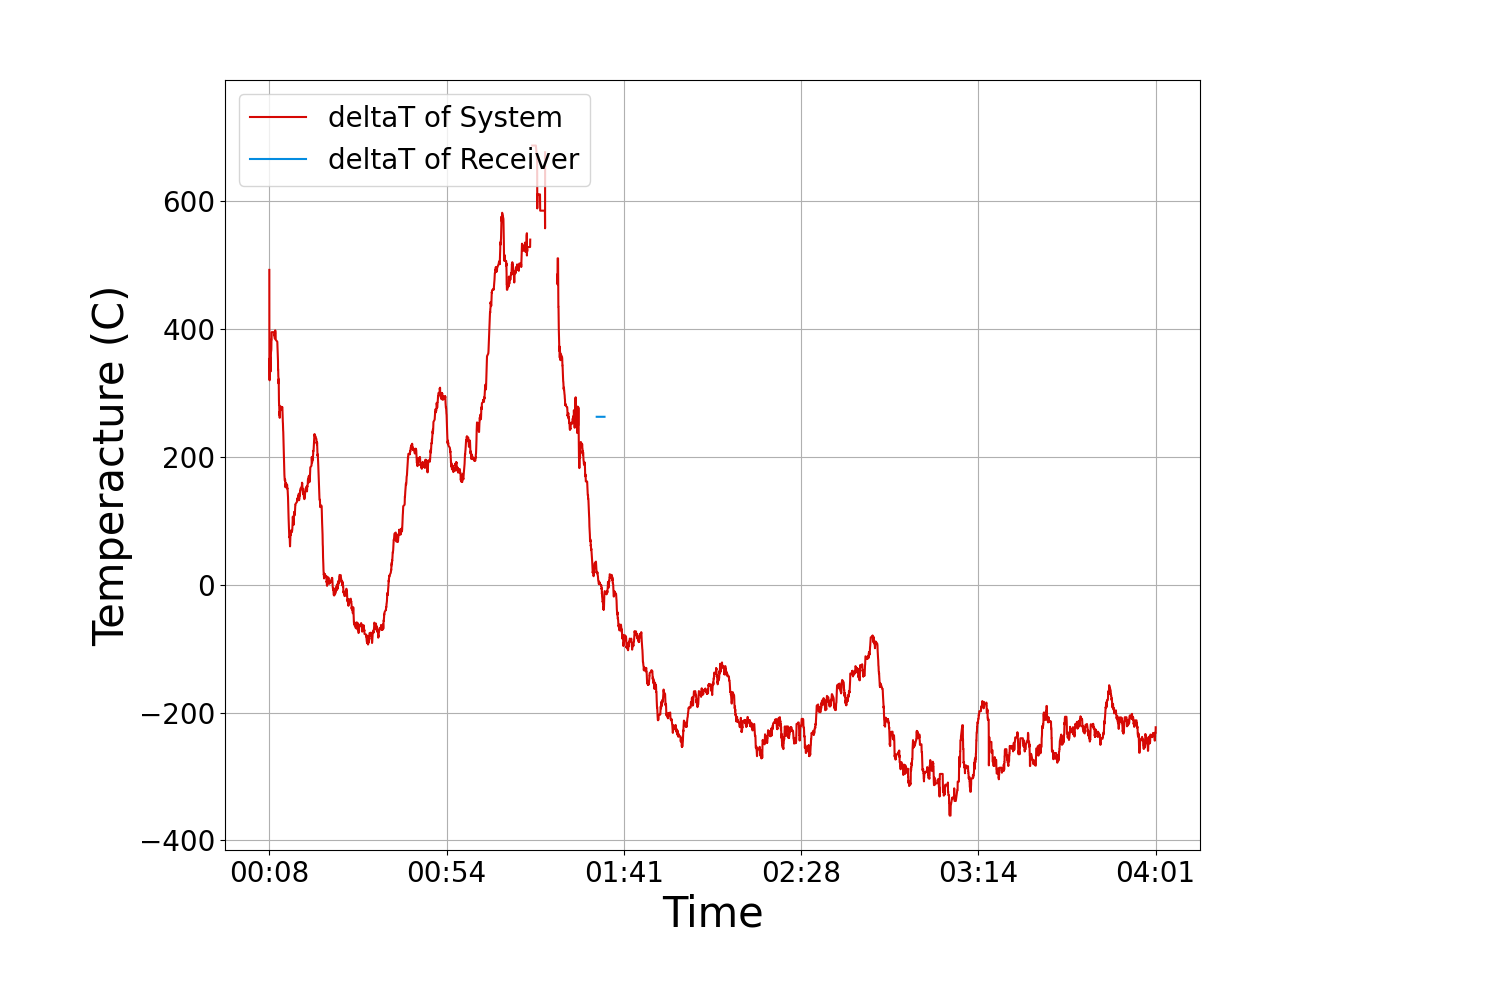 deltaT of System
deltaT of Receiver
Temperacture (C)
600
400
200
0
−200
−400
00:08 00:54 01:41 02:28 03:14 04:01
Time